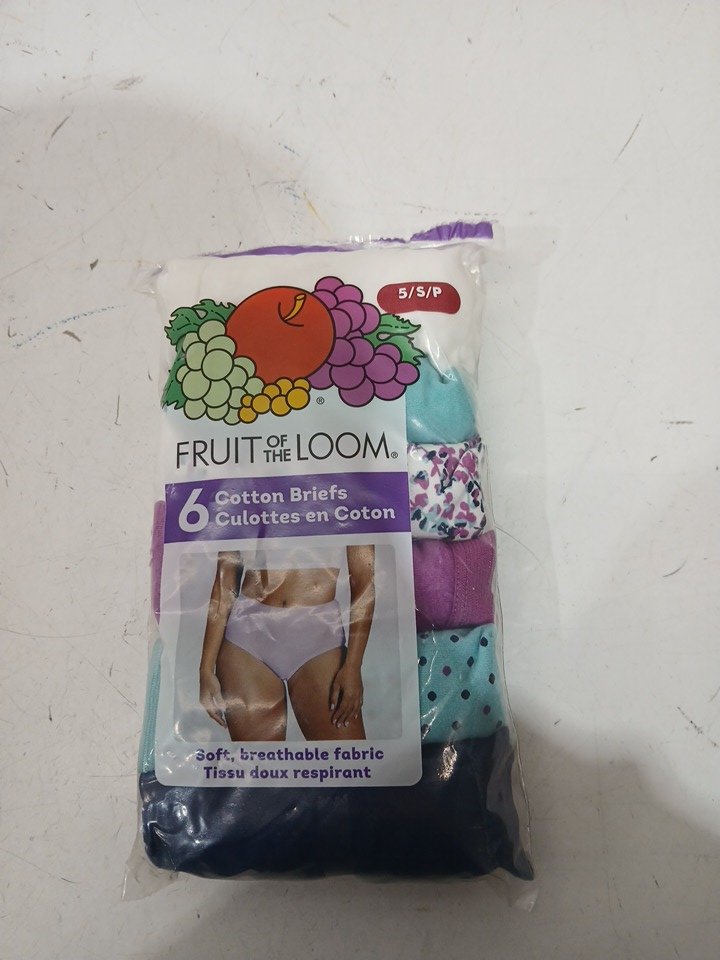 5/S/P
®
FRUIT OF THE LOOM®
6 Cotton Briefs
Culottes en Coton
Soft, breathable fabric
Tissu doux respirant